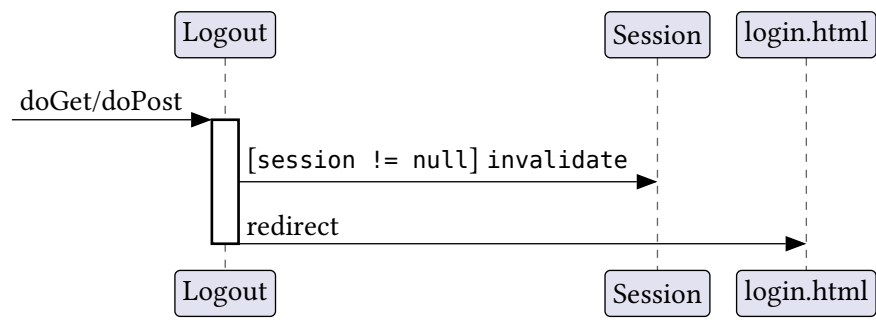 Logout
Session
login.html
doGet/doPost
[session != null] invalidate
redirect
Logout
Session
login.html